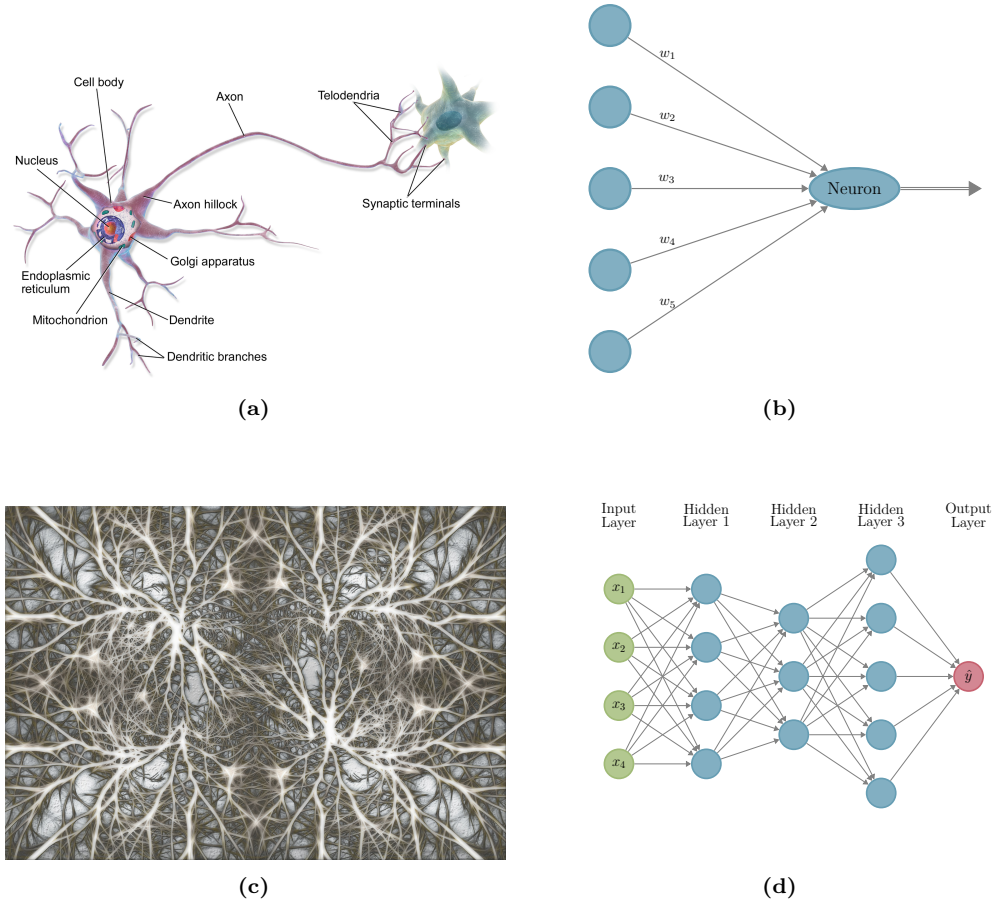 Cell body
Axon
Telodendria
Nucleus
Axon hillock
Synaptic terminals
Golgi apparatus
Endoplasmic
reticulum
Mitochondrion
Dendrite
Dendritic branches
(a)
w₁
w₂
w₃
Neuron
w₄
w₅
(b)
(c)
Input
Layer
Hidden
Layer 1
Hidden
Layer 2
Hidden
Layer 3
Output
Layer
x₁
x₂
x₃
x₄
ŷ
(d)